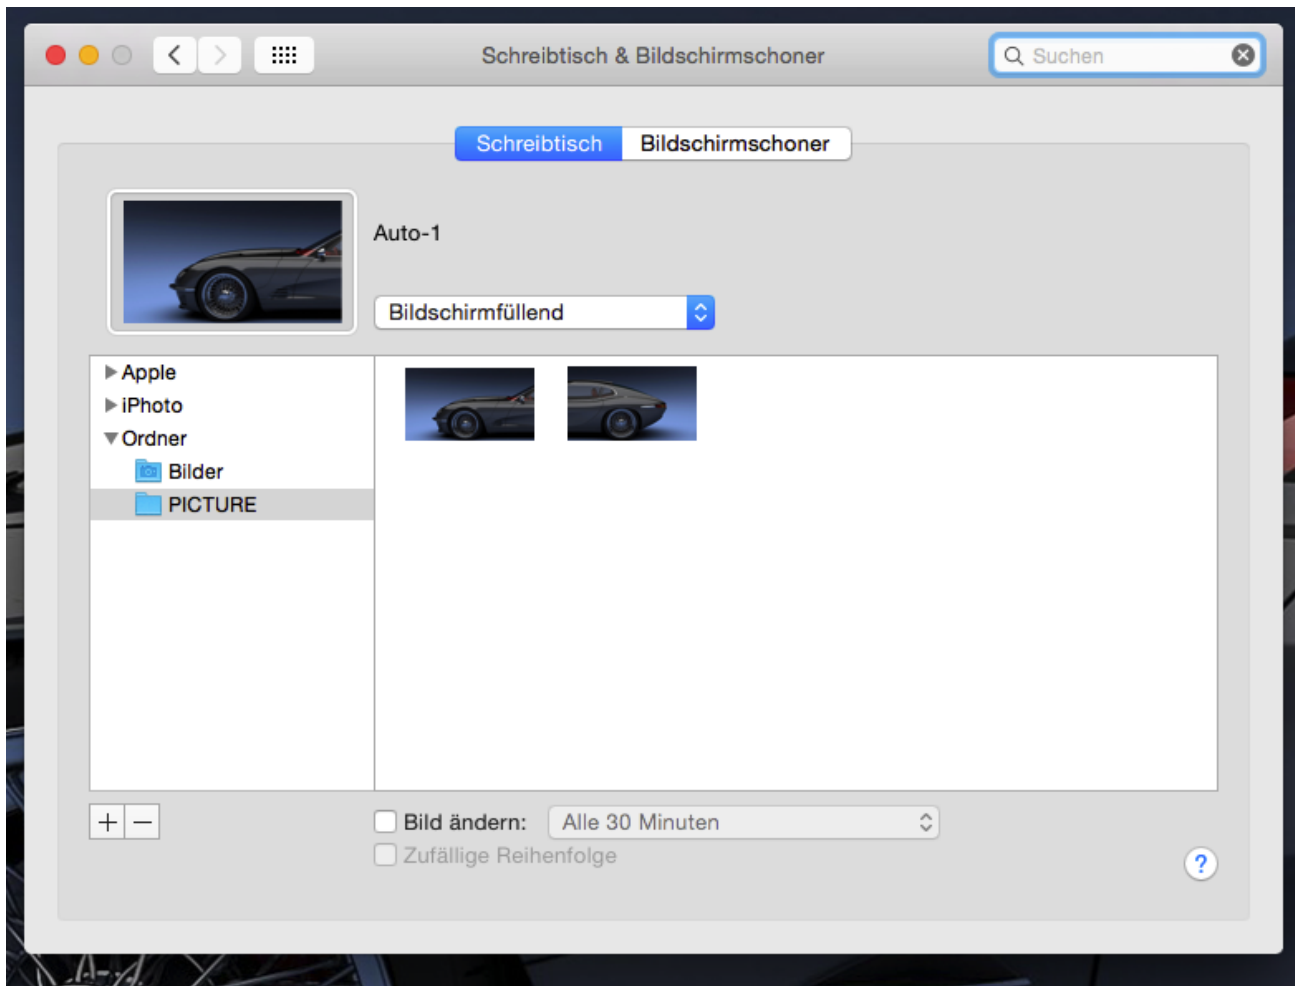 Schreibtisch & Bildschirmschoner
Suchen
Schreibtisch
Bildschirmschoner
Auto-1
Bildschirmfüllend
Apple
iPhoto
Ordner
Bilder
PICTURE
Bild ändern:
Alle 30 Minuten
Zufällige Reihenfolge
?